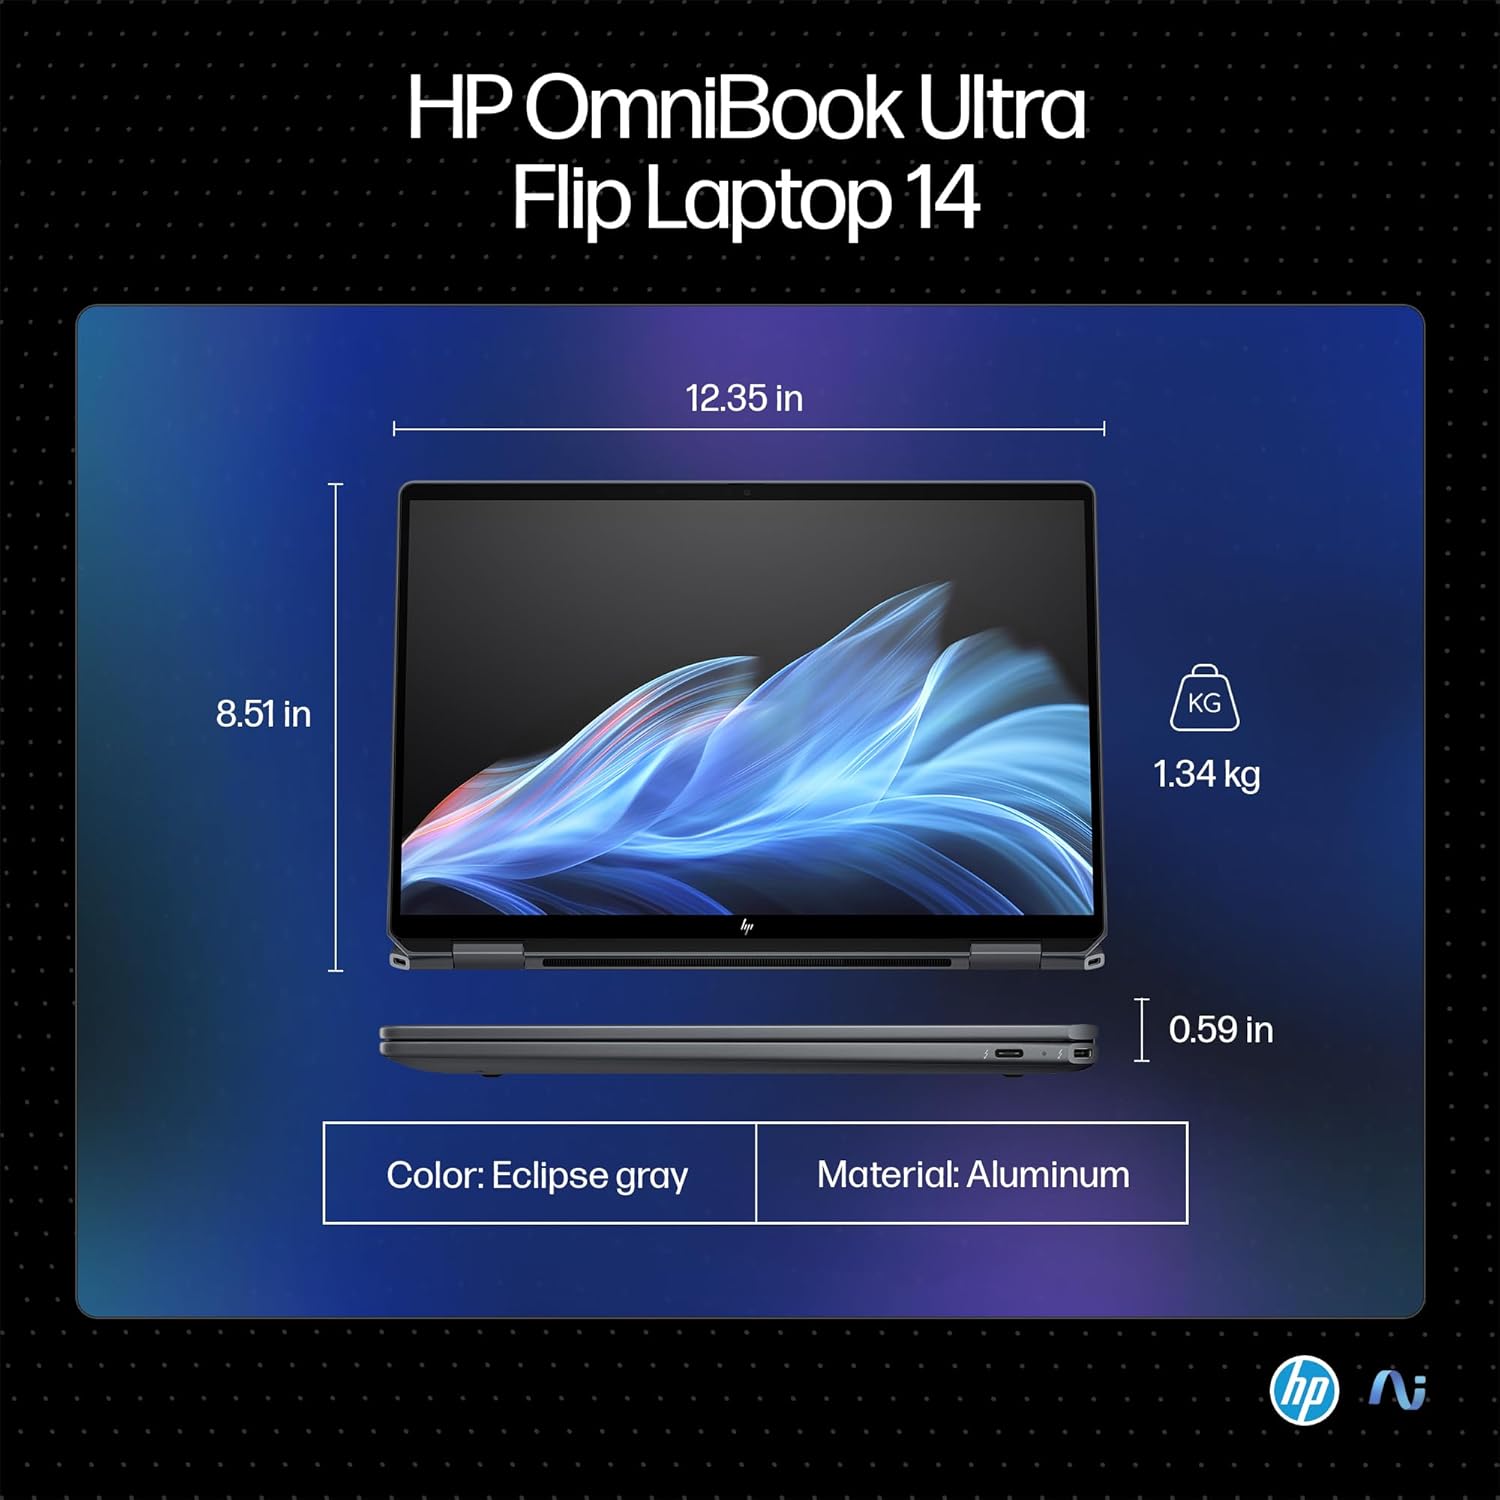 HP OmniBook Ultra
Flip Laptop 14
12.35 in
8.51 in
KG
1.34 kg
hp
0.59 in
Color: Eclipse gray
Material: Aluminum
hp